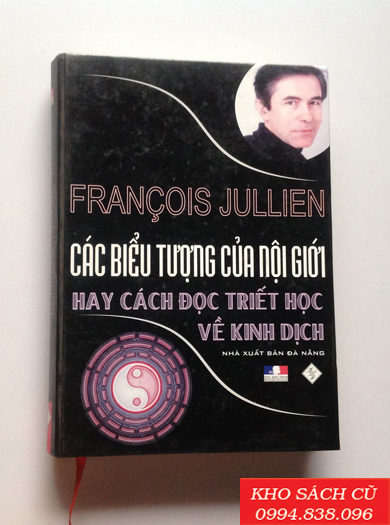 FRANÇOIS JULLIEN
CÁC BIỂU TƯỢNG CỦA NỘI GIỚI
HAY CÁCH ĐỌC TRIẾT HỌC
VỀ KINH DỊCH
NHÀ XUẤT BẢN ĐÀ NẴNG
KHO SÁCH CŨ
0994.838.096